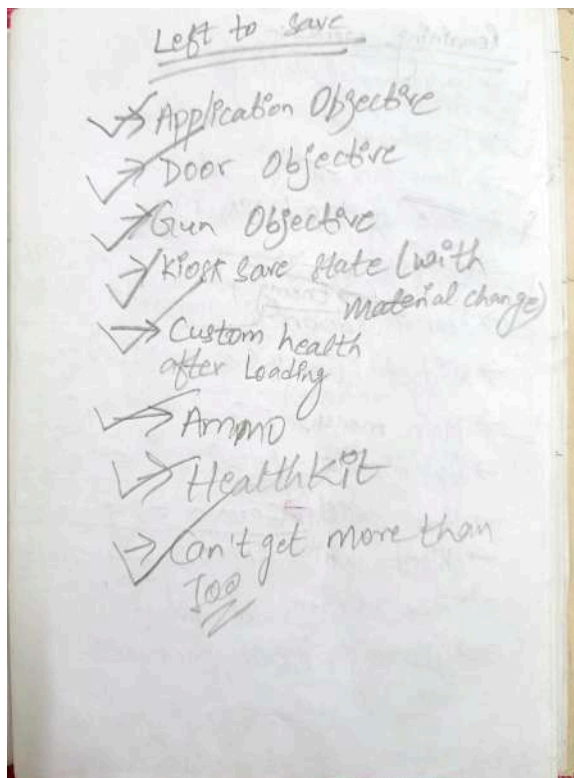 Left to save
→ Application Objective
→ Door Objective
→ Gun Objective
→ Kiosk save state (with
material change)
→ Custom health
after Loading
→ Ammo
→ HealthKit
→ Can't get more than
100